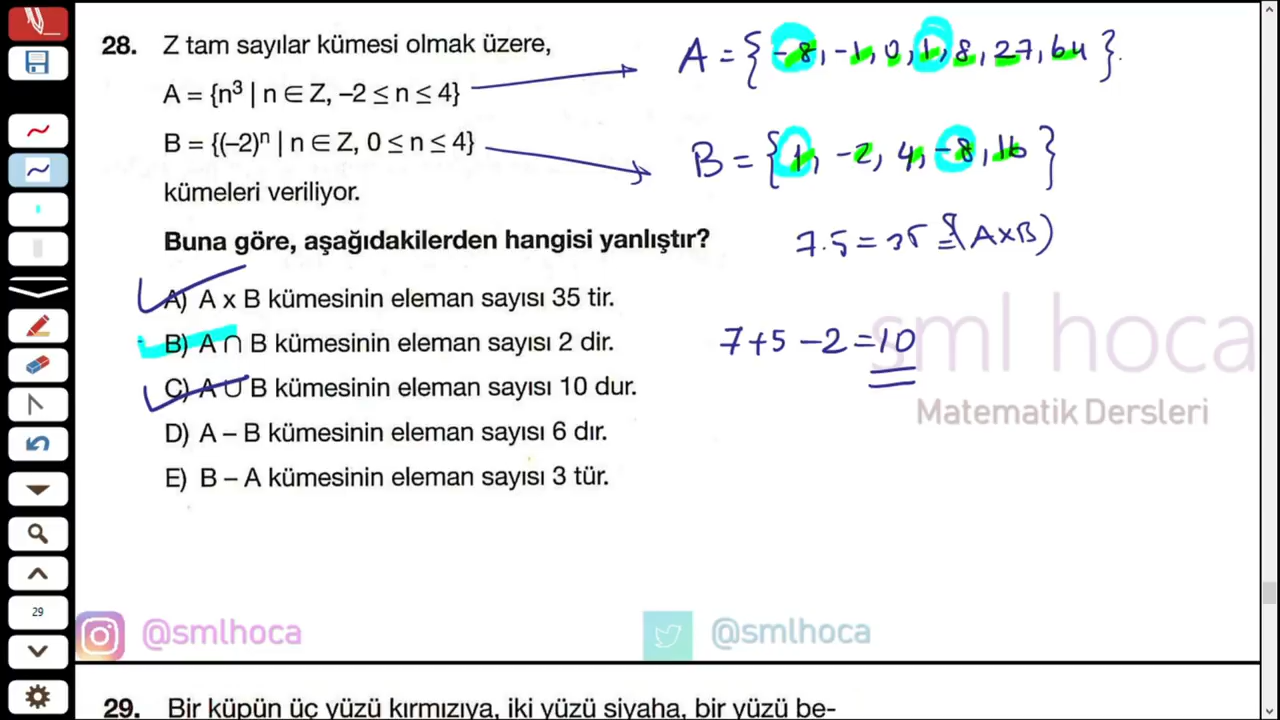 28. Z tam sayılar kümesi olmak üzere,
A = {n³ | n ∈ Z, –2 ≤ n ≤ 4}
B = {(–2)ⁿ | n ∈ Z, 0 ≤ n ≤ 4}
kümeleri veriliyor.
Buna göre, aşağıdakilerden hangisi yanlıştır?
A) A x B kümesinin eleman sayısı 35 tir.
B) A ∩ B kümesinin eleman sayısı 2 dir.
C) A ∪ B kümesinin eleman sayısı 10 dur.
D) A – B kümesinin eleman sayısı 6 dır.
E) B – A kümesinin eleman sayısı 3 tür.
A = {-8, -1, 0, 1, 8, 27, 64}
B = {1, -2, 4, -8, 16}
7.5 = 35 = (A×B)
7+5-2=10
sml hoca
Matematik Dersleri
29
@smlhoca
@smlhoca
29. Bir küpün üç yüzü kırmızıya, iki yüzü siyaha, bir yüzü be-